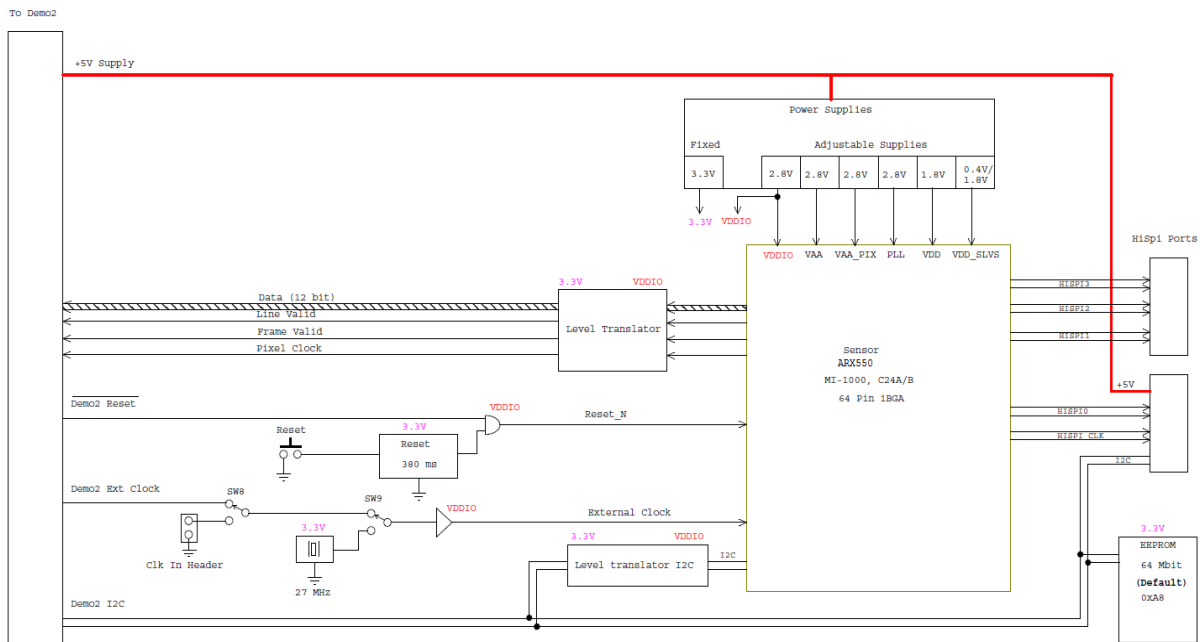 To Demo2
+5V Supply
Power Supplies
Fixed
Adjustable Supplies
3.3V
2.8V
2.8V
2.8V
2.8V
1.8V
0.4V/
1.8V
3.3V
VDDIO
HiSpi Ports
VDDIO
VAA
VAA_PIX
PLL
VDD
VDD_SLVS
3.3V
VDDIO
HISPI3
Data (12 bit)
Line Valid
HISPI2
Level Translator
Frame Valid
HISPI1
Pixel Clock
Sensor
ARX550
MI-1000, C24A/B
64 Pin iBGA
+5V
Demo2 Reset
VDDIO
Reset_N
HISPI0
Reset
3.3V
Reset
380 ms
HISPI CLK
I2C
Demo2 Ext Clock
SW8
SW9
VDDIO
External Clock
3.3V
Clk In Header
27 MHz
3.3V
VDDIO
Level translator I2C
I2C
3.3V
EEPROM
64 Mbit
(Default)
0xA8
Demo2 I2C